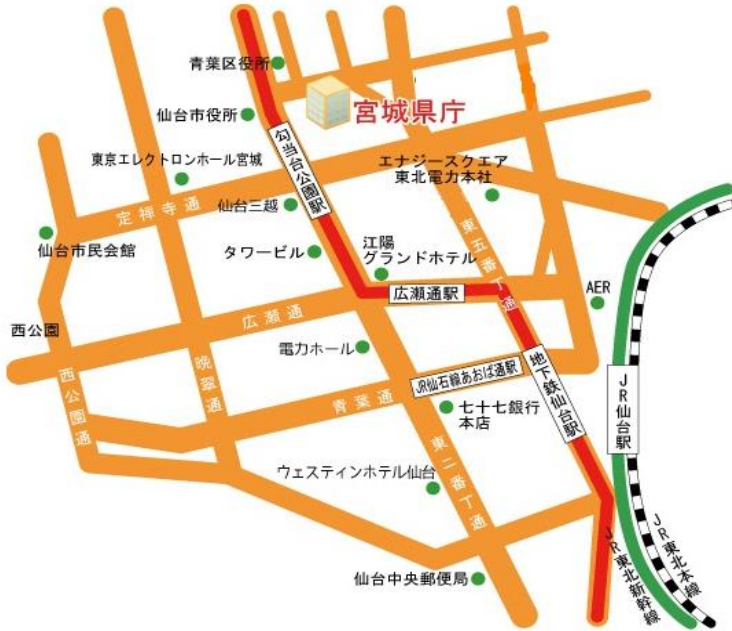 青葉区役所
仙台市役所
宮城県庁
勾当台公園駅
東京エレクトロンホール宮城
エナジースクエア
東北電力本社
定禅寺通
仙台三越
仙台市民会館
タワービル
江陽
グランドホテル
東五番丁通
広瀬通駅
AER
広瀬通
西公園
電力ホール
JR仙石線あおば通駅
地下鉄仙台駅
JR仙台駅
西公園通
晩翠通
青葉通
七十七銀行
本店
東二番丁通
ウェスティンホテル仙台
仙台中央郵便局
JR東北新幹線
JR東北本線